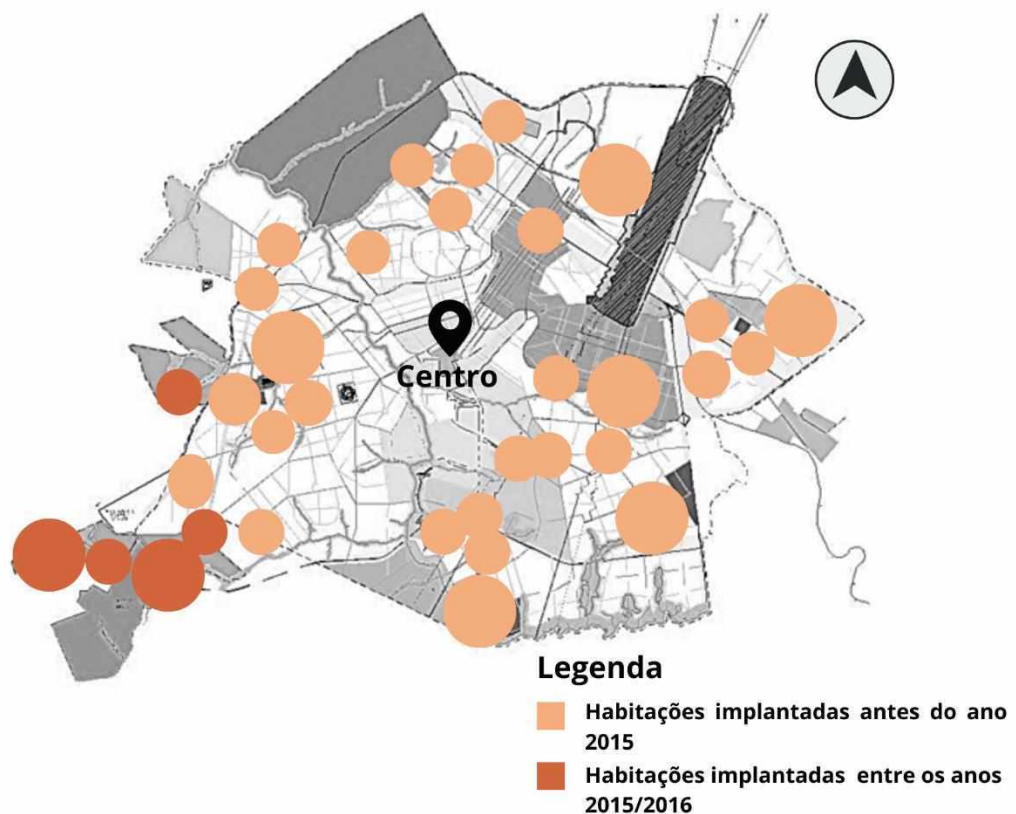 Centro
Legenda
Habitações implantadas antes do ano
2015
Habitações implantadas entre os anos
2015/2016